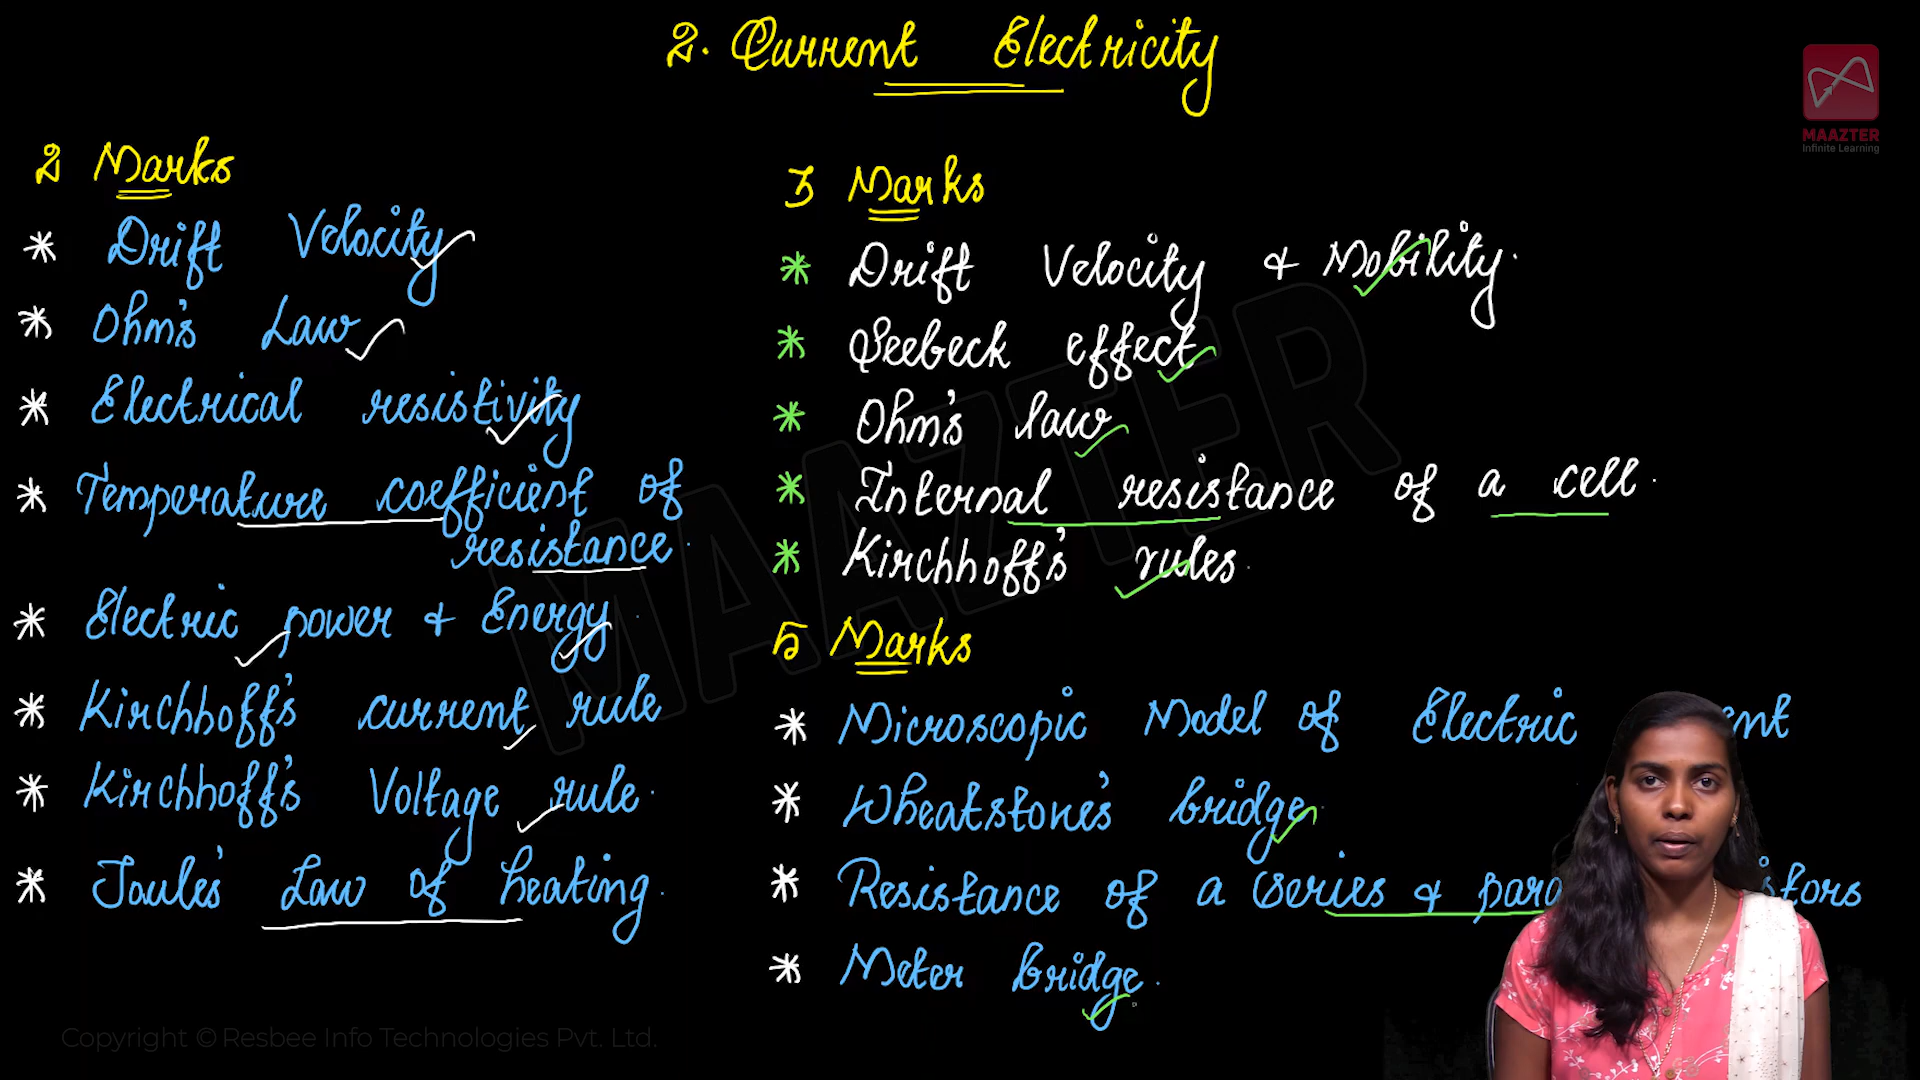 2. Current Electricity
MAAZTER
Infinite Learning
2 Marks
* Drift Velocity
* Ohm's Law
* Electrical resistivity
* Temperature coefficient of
resistance.
* Electric power & Energy.
* Kirchhoff's current rule
* Kirchhoff's Voltage rule.
* Joule's Law of heating.
3 Marks
* Drift Velocity & Mobility.
* Seebeck effect
* Ohm's law
* Internal resistance of a cell.
* Kirchhoff's rules.
5 Marks
* Microscopic Model of Electric
* Wheatstone's bridge.
* Resistance of a series &
* Meter bridge.
MAAZTER
Copyright © Resbee Info Technologies Pvt. Ltd.